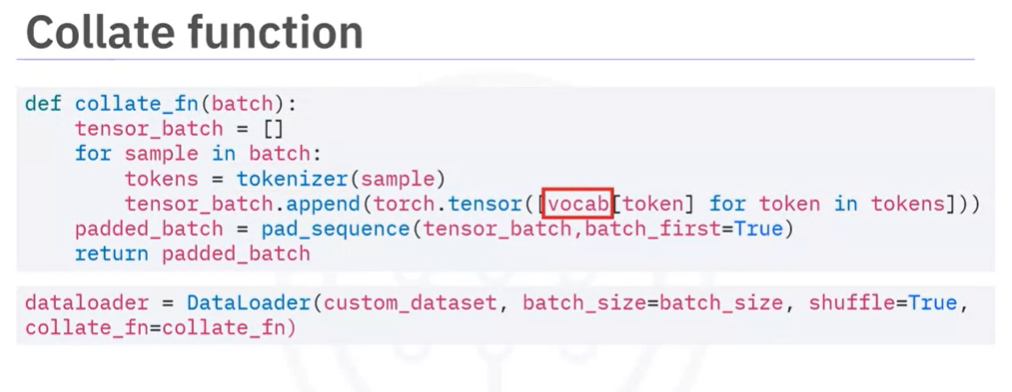 Collate function
def collate_fn(batch):
    tensor_batch = []
    for sample in batch:
        tokens = tokenizer(sample)
        tensor_batch.append(torch.tensor([vocab[token] for token in tokens]))
    padded_batch = pad_sequence(tensor_batch,batch_first=True)
    return padded_batch
dataloader = DataLoader(custom_dataset, batch_size=batch_size, shuffle=True,
collate_fn=collate_fn)